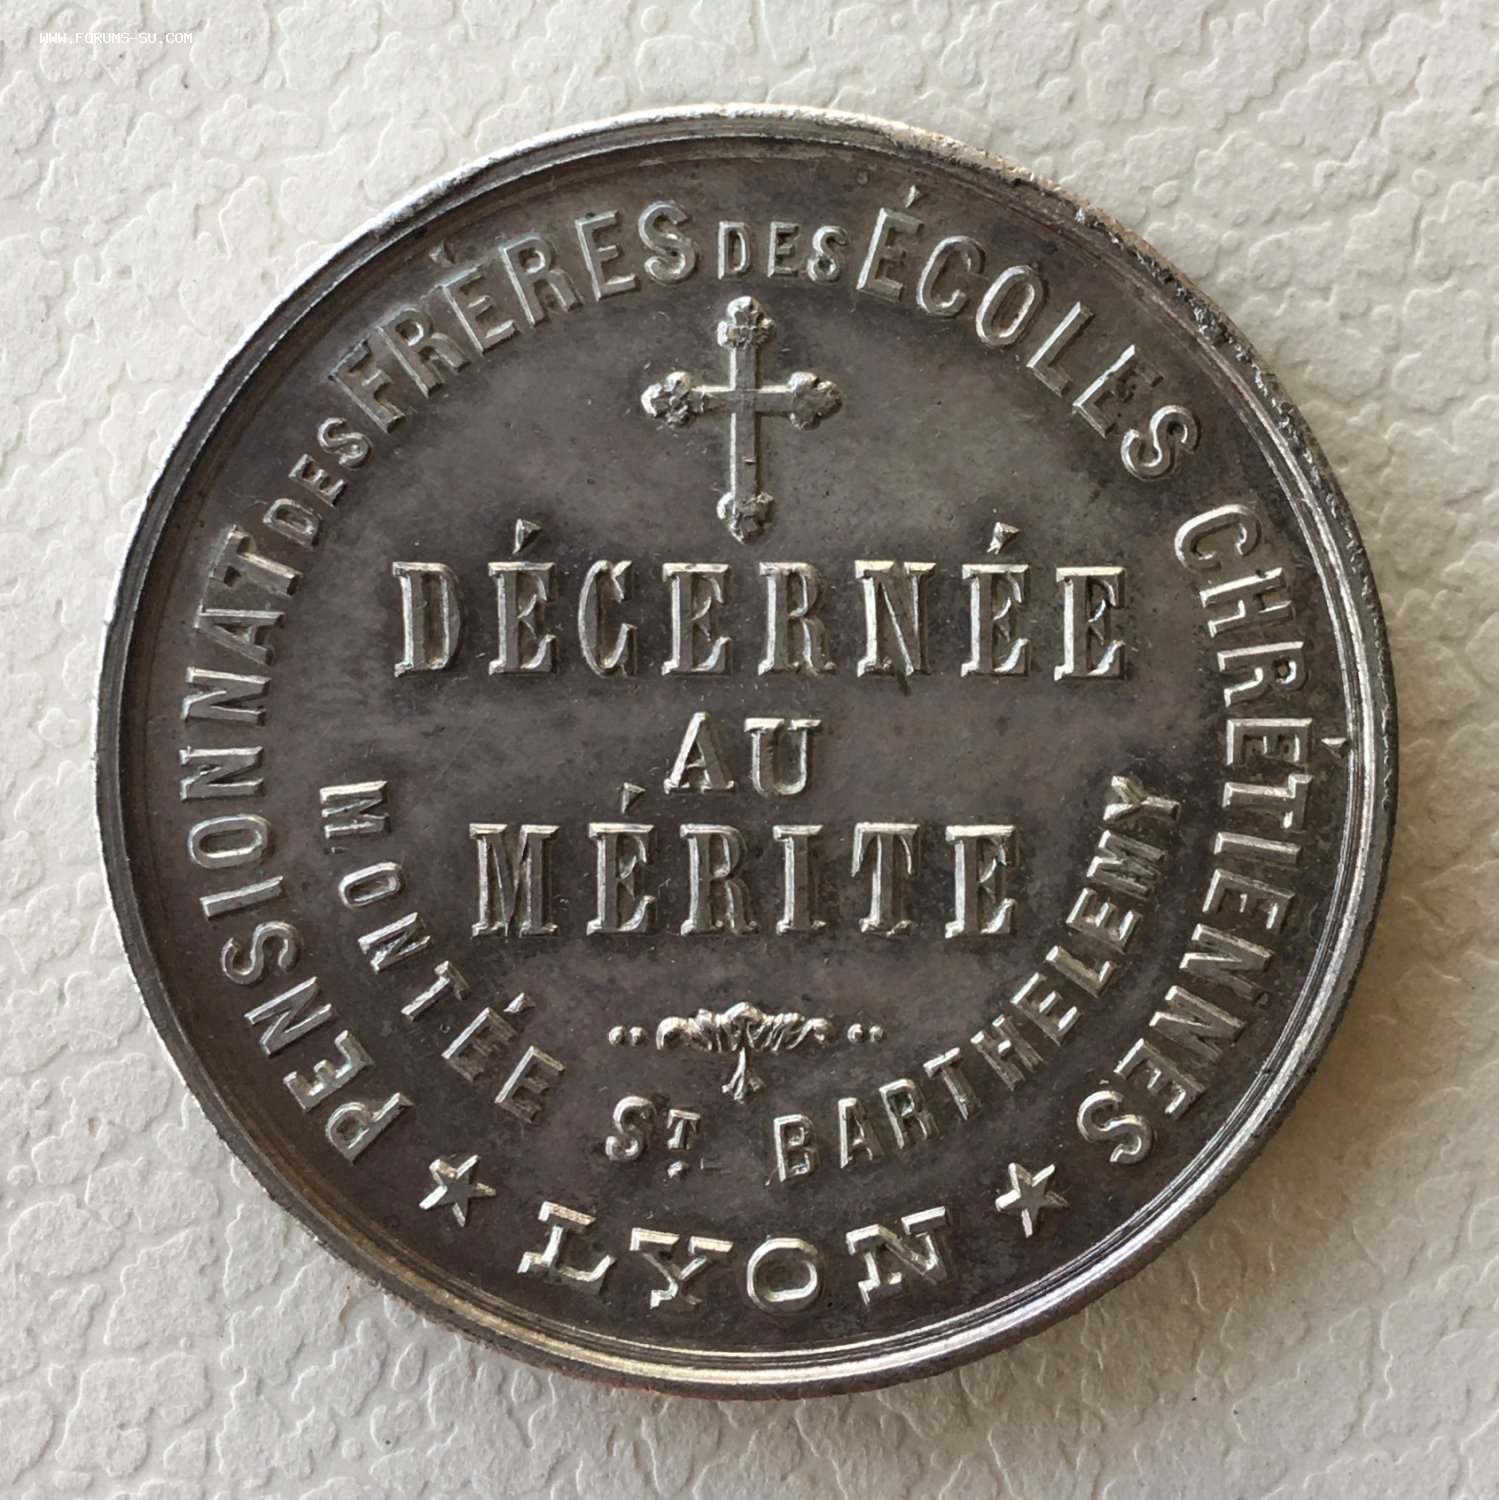 WWW.FORUMS-SU.COM
PENSIONNAT DES FRÈRES DES ÉCOLES CHRÉTIENNES
DÉCERNÉE
AU
MÉRITE
MONTÉE ST. BARTHELEMY
LYON